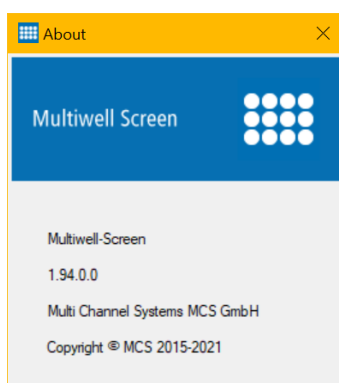 About
Multiwell Screen
Multiwell-Screen
1.94.0.0
Multi Channel Systems MCS GmbH
Copyright © MCS 2015-2021